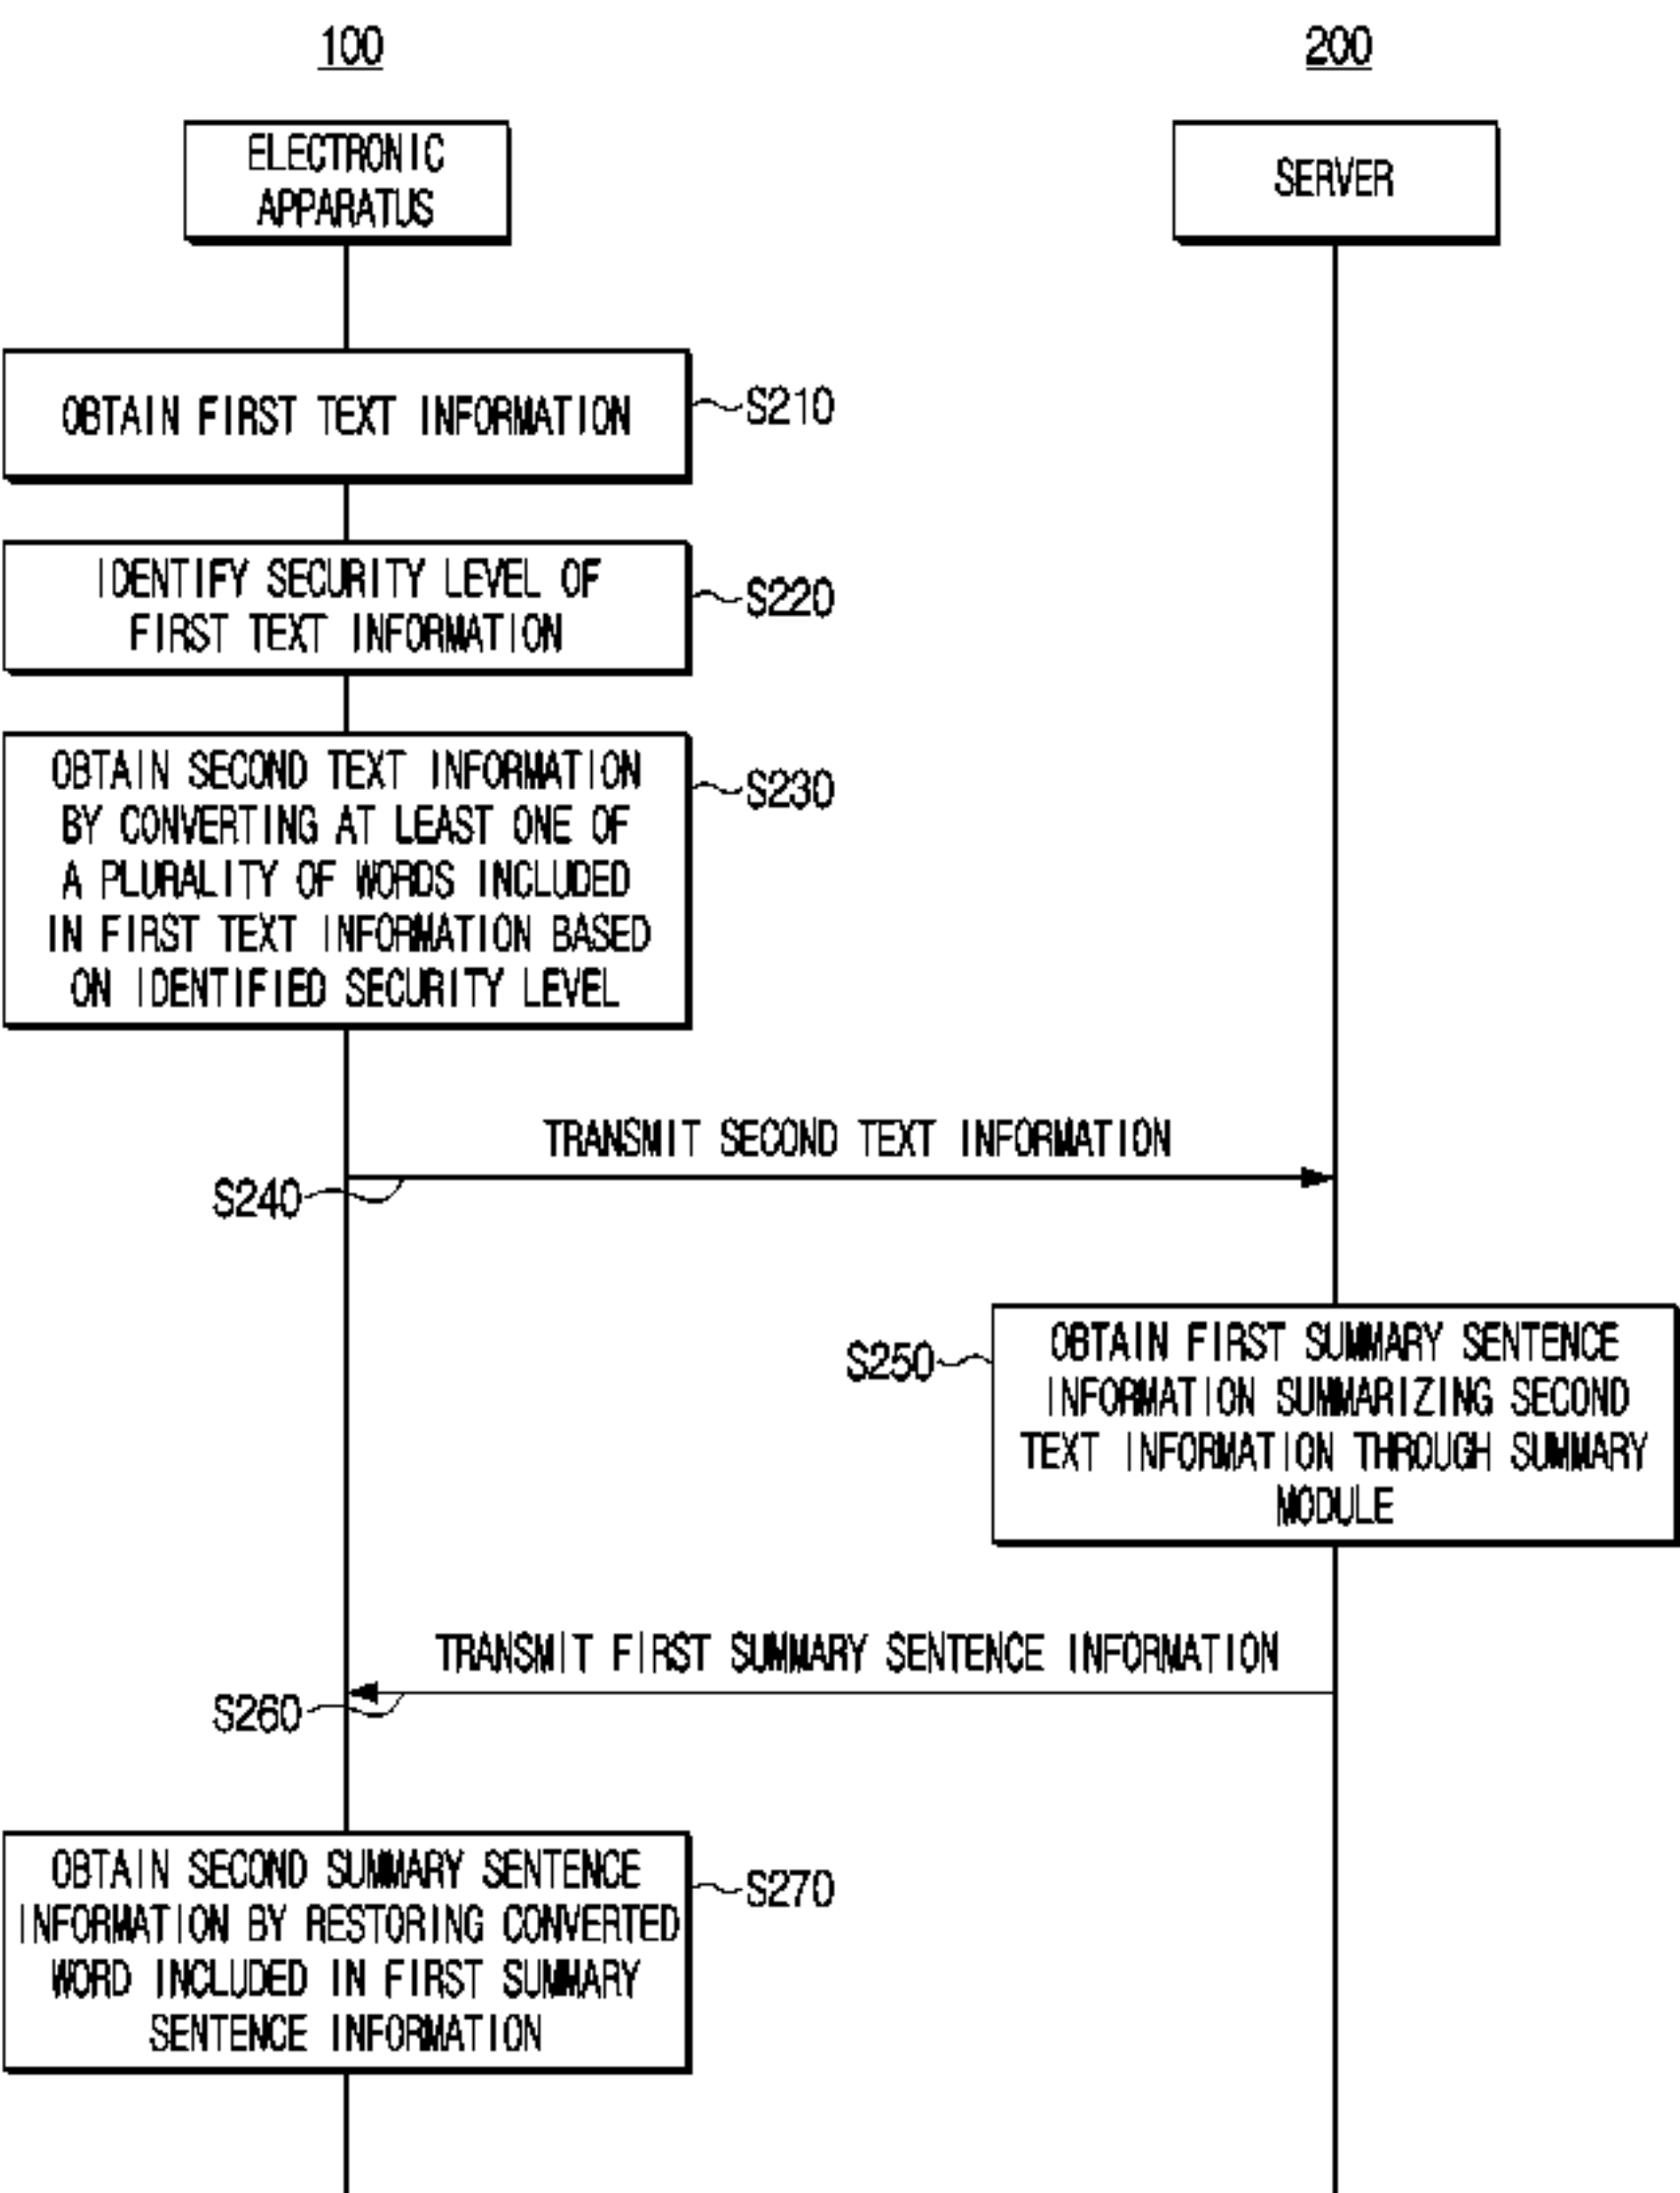 100
200
ELECTRONIC
APPARATUS
SERVER
OBTAIN FIRST TEXT INFORMATION
S210
IDENTIFY SECURITY LEVEL OF
FIRST TEXT INFORMATION
S220
OBTAIN SECOND TEXT INFORMATION
BY CONVERTING AT LEAST ONE OF
A PLURALITY OF WORDS INCLUDED
IN FIRST TEXT INFORMATION BASED
ON IDENTIFIED SECURITY LEVEL
S230
TRANSMIT SECOND TEXT INFORMATION
S240
S250
OBTAIN FIRST SUMMARY SENTENCE
INFORMATION SUMMARIZING SECOND
TEXT INFORMATION THROUGH SUMMARY
MODULE
TRANSMIT FIRST SUMMARY SENTENCE INFORMATION
S260
OBTAIN SECOND SUMMARY SENTENCE
INFORMATION BY RESTORING CONVERTED
WORD INCLUDED IN FIRST SUMMARY
SENTENCE INFORMATION
S270